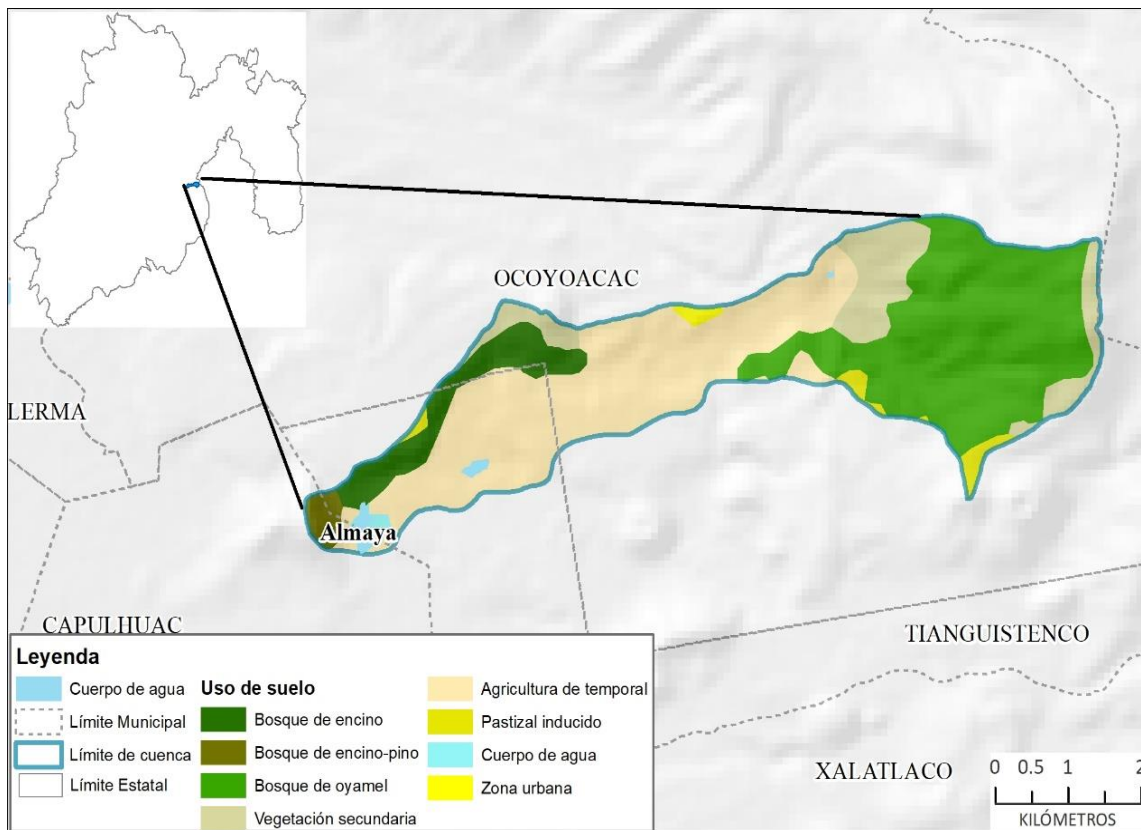 OCOYOACAC
LERMA
Almaya
CAPULHUAC
TIANGUISTENCO
XALATLACO
Leyenda
Cuerpo de agua
Límite Municipal
Límite de cuenca
Límite Estatal
Uso de suelo
Bosque de encino
Bosque de encino-pino
Bosque de oyamel
Vegetación secundaria
Agricultura de temporal
Pastizal inducido
Cuerpo de agua
Zona urbana
0 0.5 1 2
KILÓMETROS